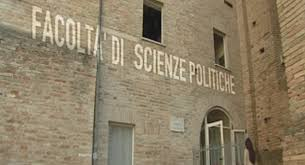 FACOLTA' DI SCIENZE POLITICHE